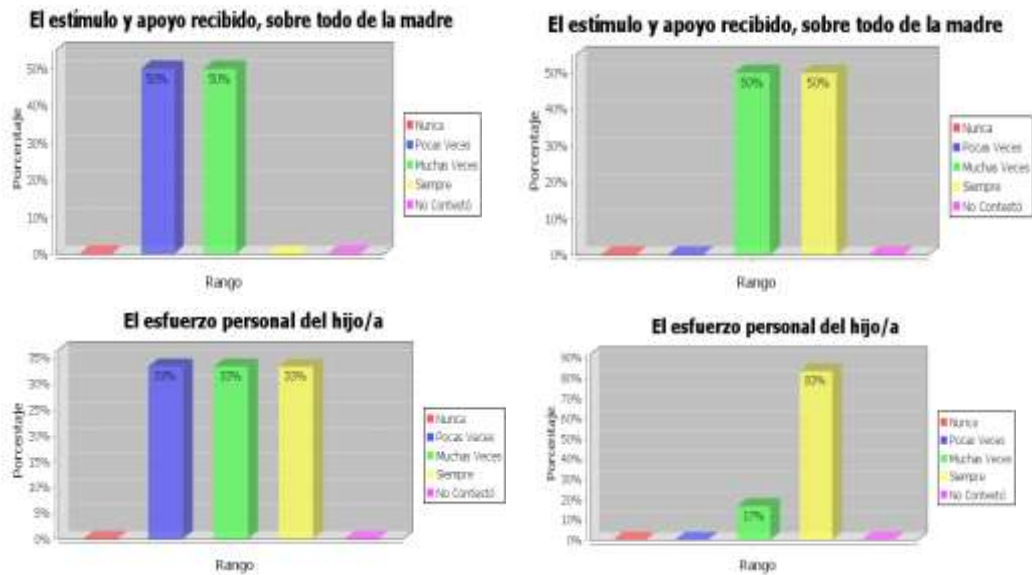 El estímulo y apoyo recibido, sobre todo de la madre
50%
40%
30%
20%
10%
0%
Porcentaje
50%
50%
Rango
Nunca
Pocas Veces
Muchas Veces
Siempre
No Contestó
El estímulo y apoyo recibido, sobre todo de la madre
50%
40%
30%
20%
10%
0%
Porcentaje
50%
50%
Rango
Nunca
Pocas Veces
Muchas Veces
Siempre
No Contestó
El esfuerzo personal del hijo/a
35%
30%
25%
20%
15%
10%
5%
0%
Porcentaje
33%
33%
33%
Rango
Nunca
Pocas Veces
Muchas Veces
Siempre
No Contestó
El esfuerzo personal del hijo/a
90%
80%
70%
60%
50%
40%
30%
20%
10%
0%
Porcentaje
17%
83%
Rango
Nunca
Pocas Veces
Muchas Veces
Siempre
No Contestó